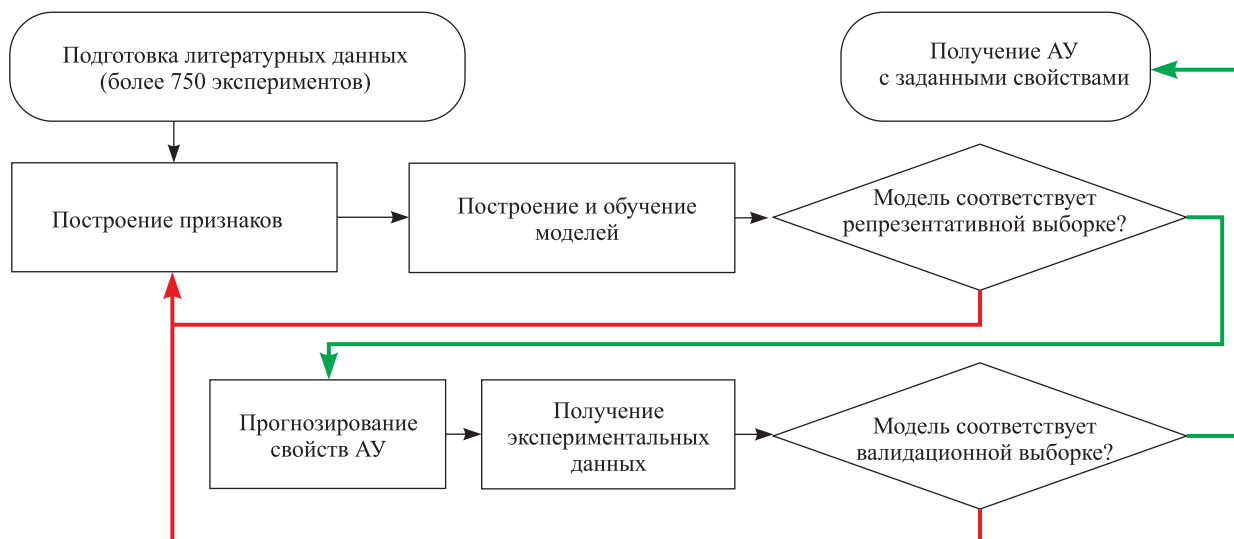 Подготовка литературных данных
(более 750 экспериментов)
Получение АУ
с заданными свойствами
Построение признаков
Построение и обучение
моделей
Модель соответствует
репрезентативной выборке?
Прогнозирование
свойств АУ
Получение
экспериментальных
данных
Модель соответствует
валидационной выборке?